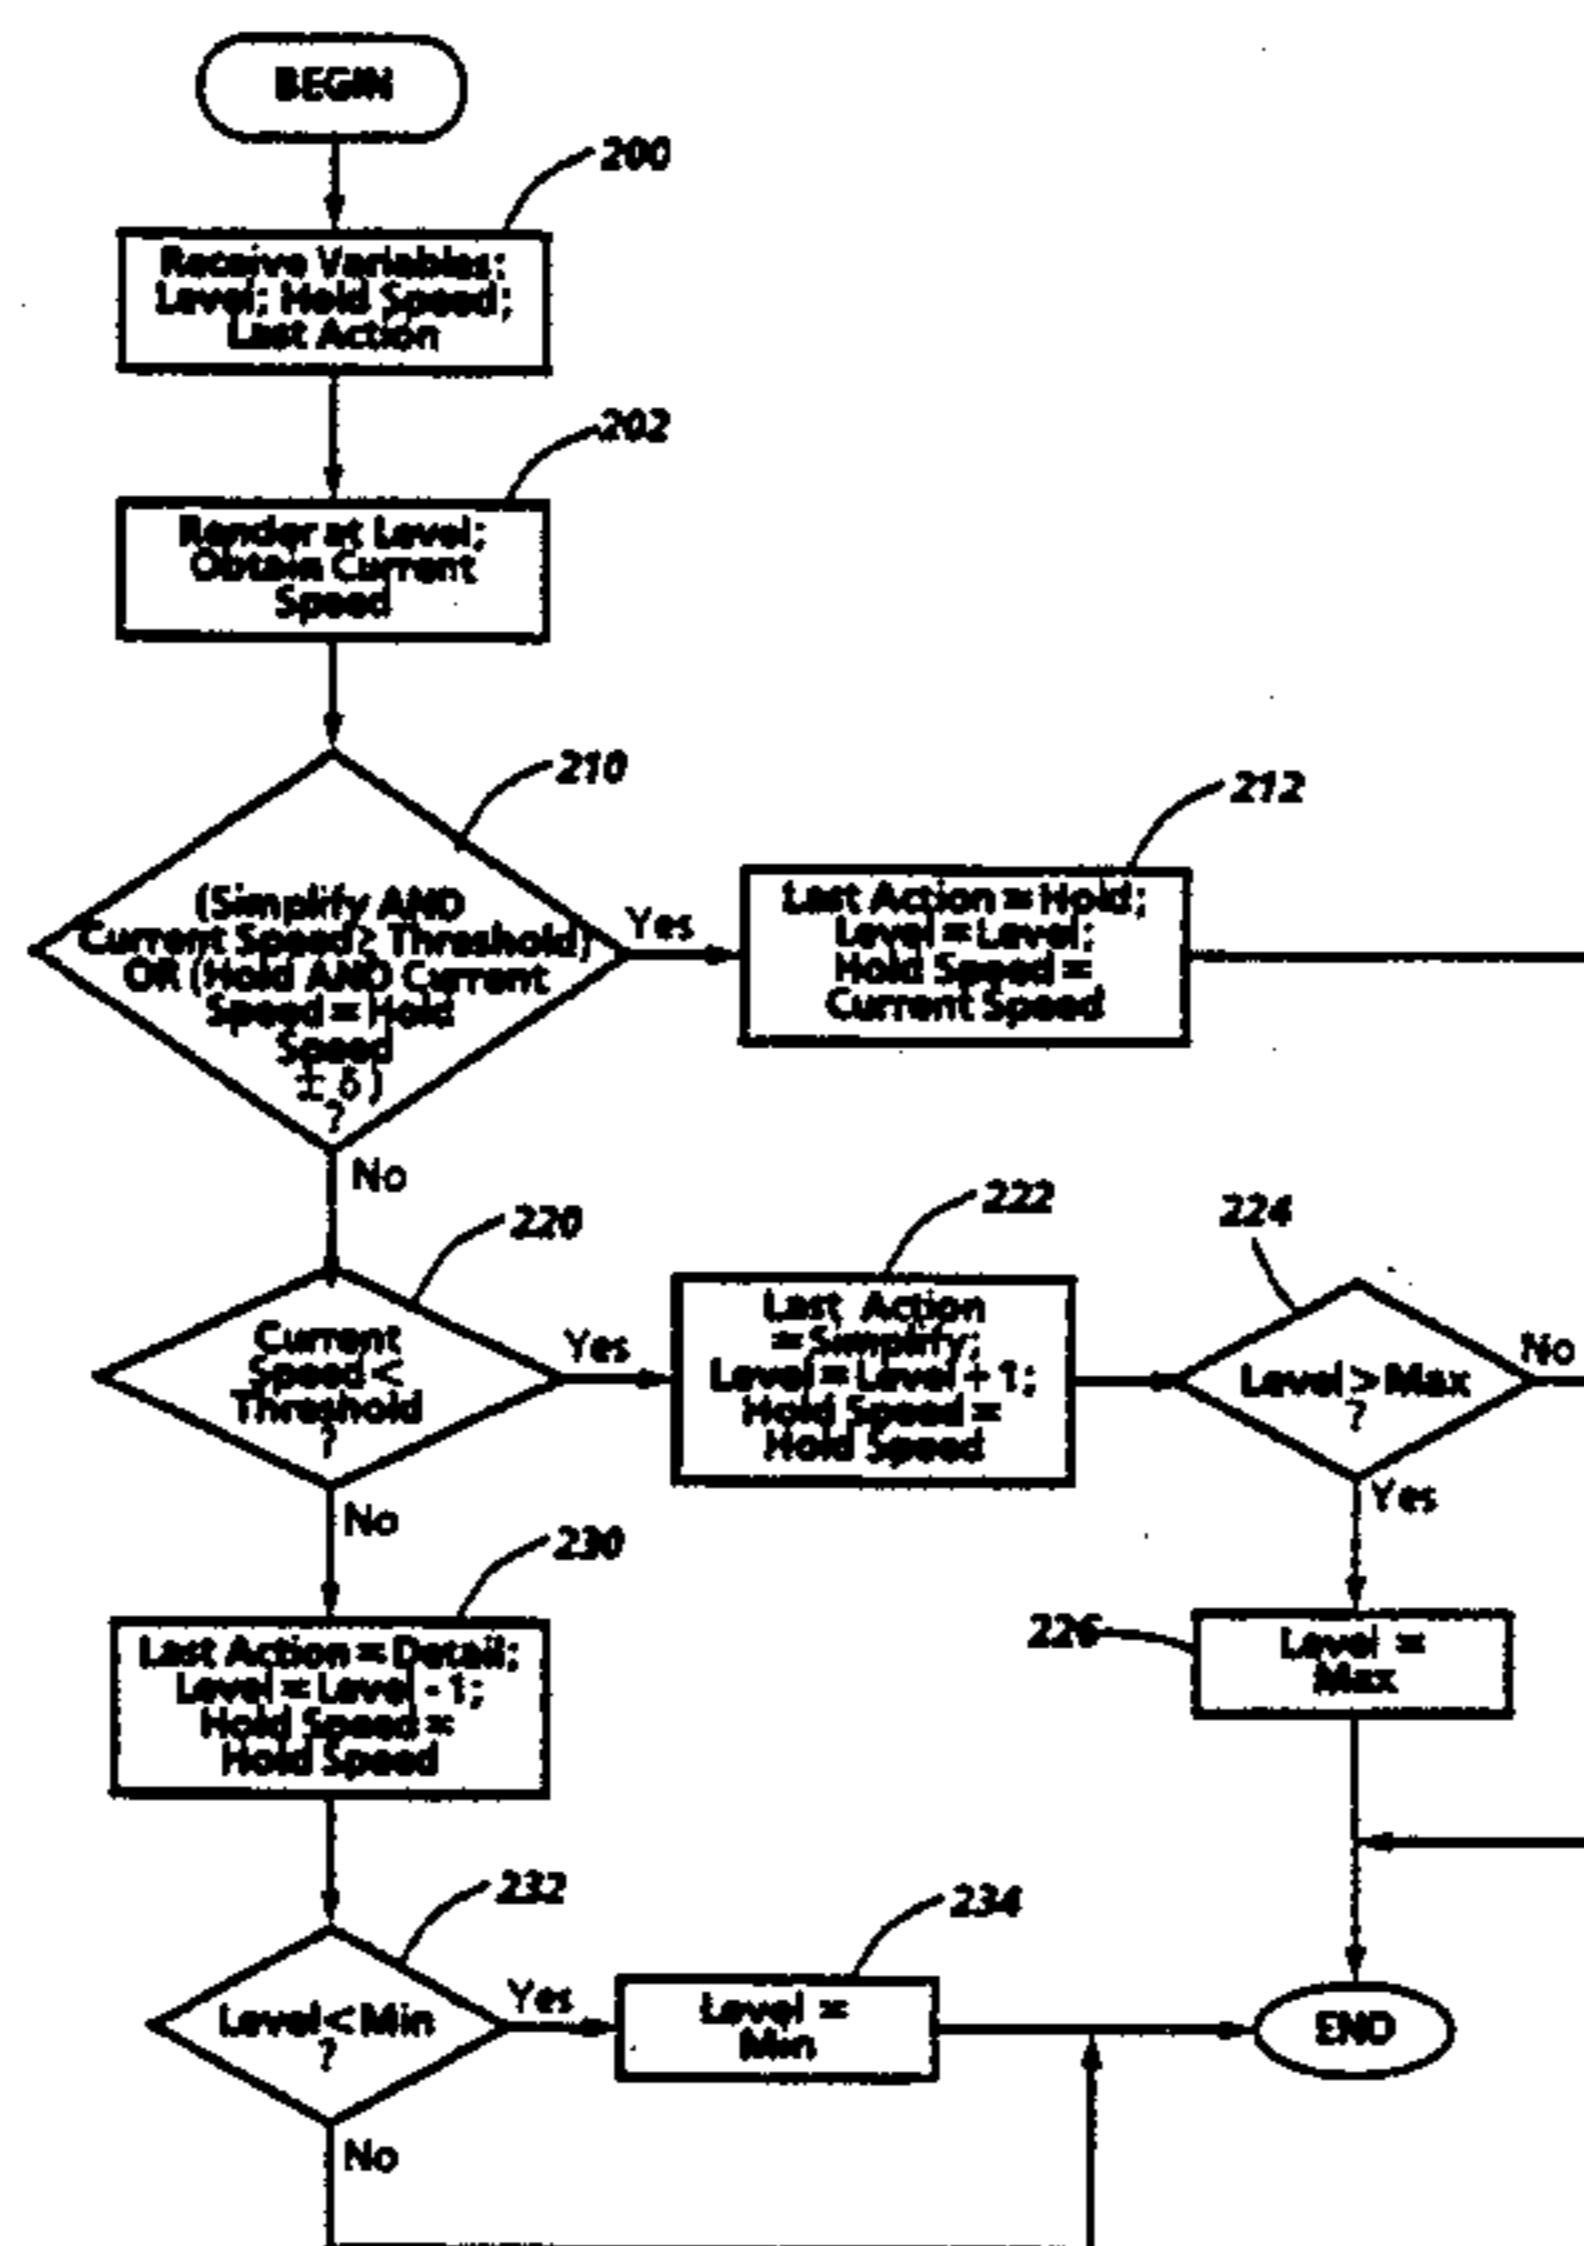 BEGIN
200
Receive Variables;
Level; Hold Speed;
Last Action
202
Render at Level;
Obtain Current
Speed
210
(Simplify AND
Current Speed ≥ Threshold)
OR (Hold AND Current
Speed = Hold
Speed
± δ)
?
Yes
212
Last Action = Hold;
Level = Level;
Hold Speed =
Current Speed
No
220
Current
Speed <
Threshold
?
Yes
222
Last Action
= Simplify;
Level = Level + 1;
Hold Speed =
Hold Speed
224
Level > Max
?
No
Yes
226
Level =
Max
No
230
Last Action = Detail;
Level = Level - 1;
Hold Speed =
Hold Speed
232
Level < Min
?
Yes
234
Level =
Min
END
No